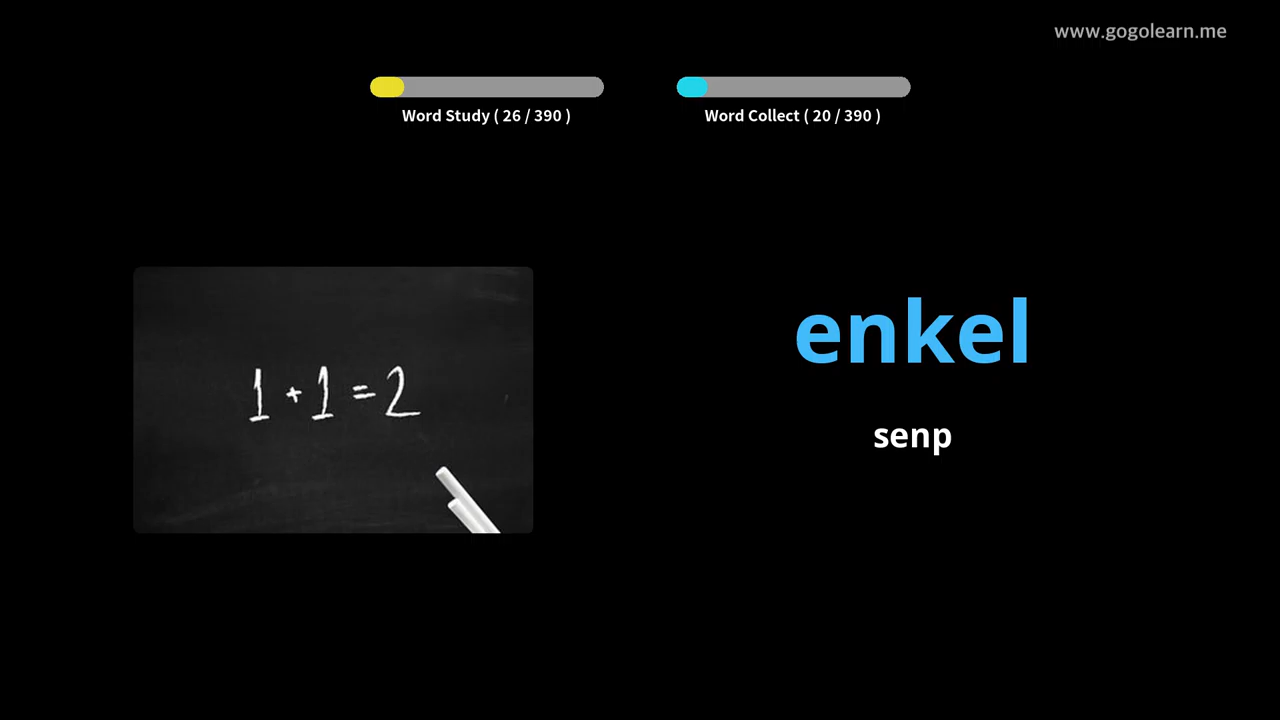 www.gogolearn.me
Word Study ( 26 / 390 )
Word Collect ( 20 / 390 )
1 + 1 = 2
enkel
senp